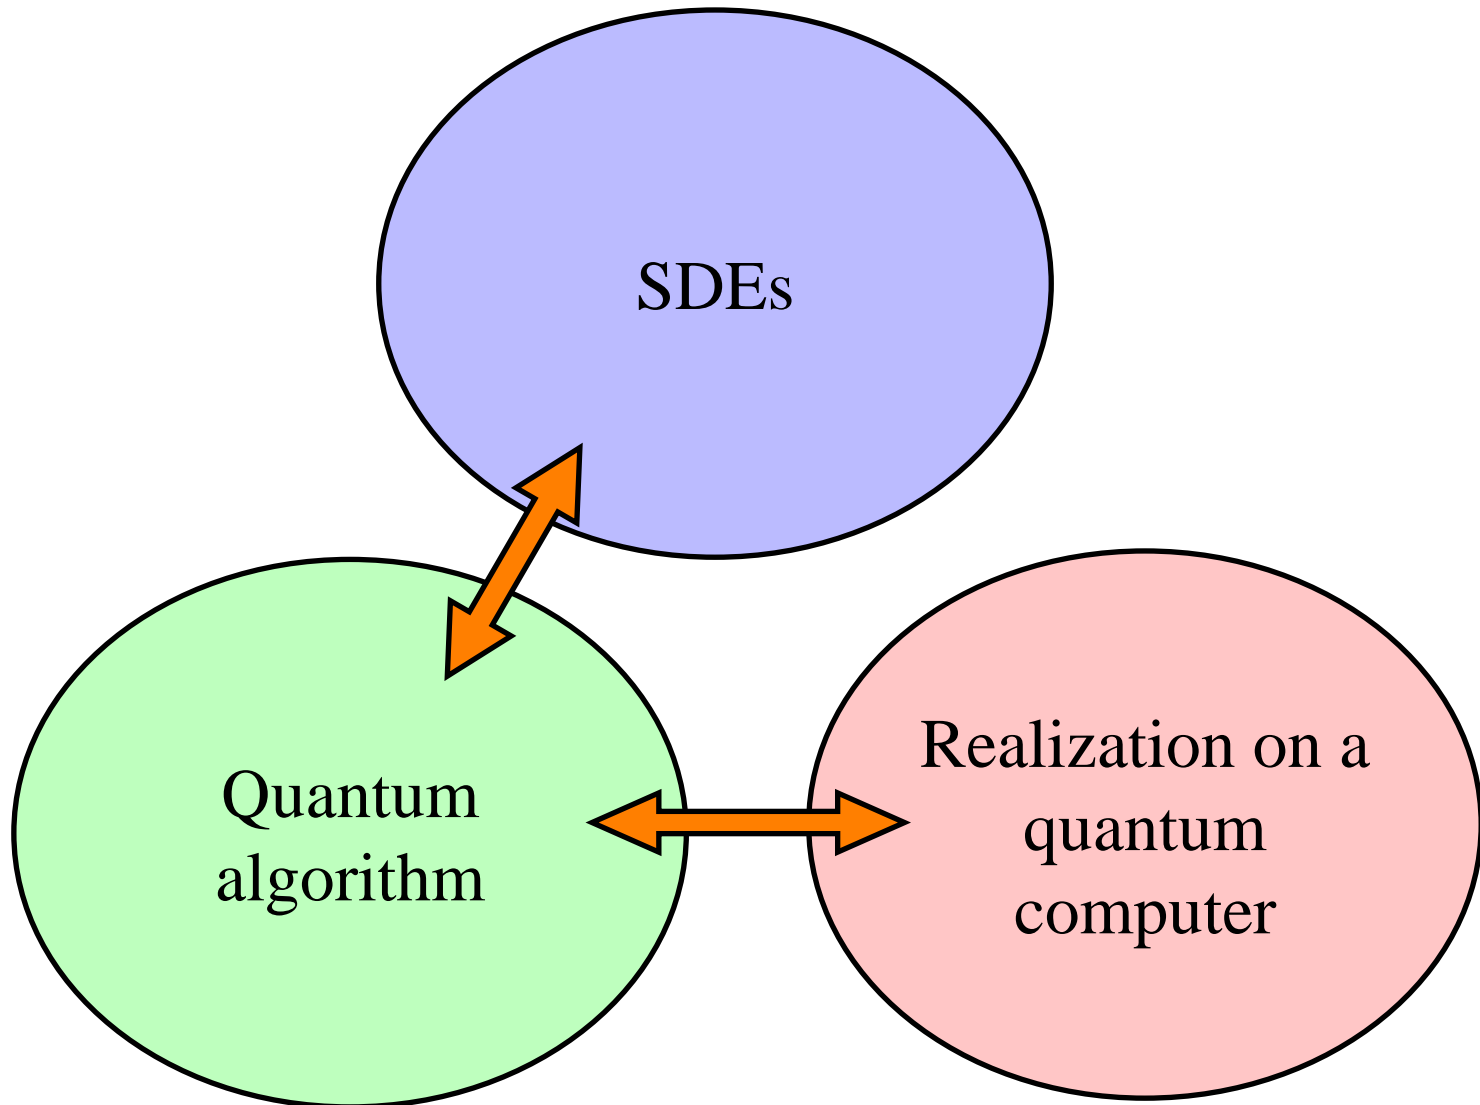 SDEs
Quantum
algorithm
Realization on a
quantum
computer